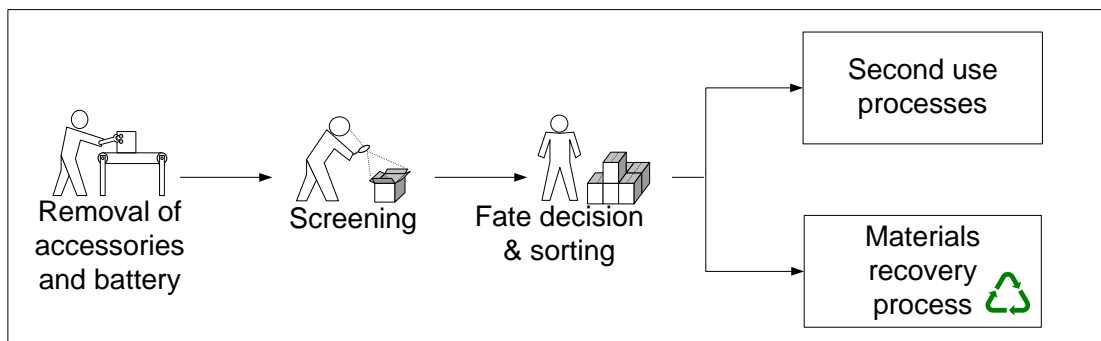 Removal of
accessories
and battery
Screening
Fate decision
& sorting
Second use
processes
Materials
recovery
process